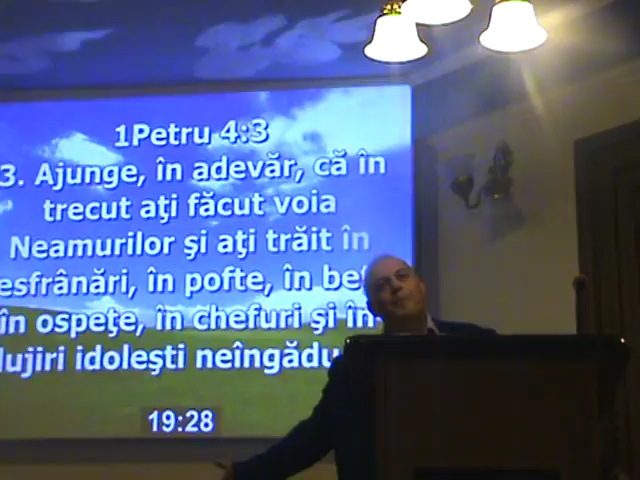 1Petru 4:3
3. Ajunge, în adevăr, că în
trecut aţi făcut voia
Neamurilor şi aţi trăit în
esfrânări, în pofte, în be
în ospeţe, în chefuri şi în
lujiri idoleşti neîngădu
19:28